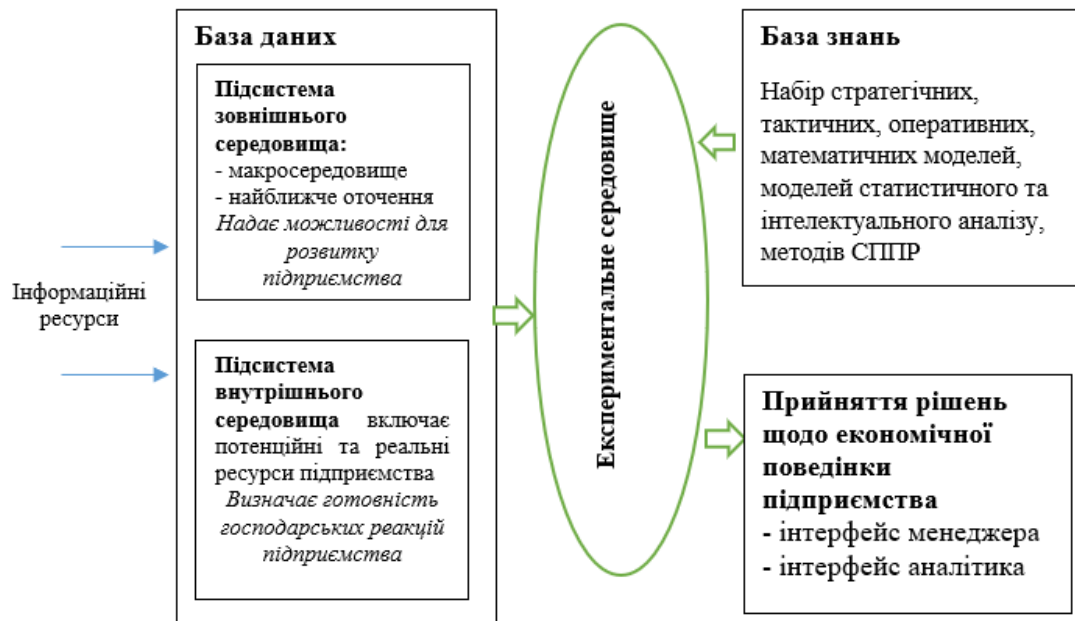 Інформаційні
ресурси
База даних
Підсистема
зовнішнього
середовища:
- макросередовище
- найближче оточення
Надає можливості для
розвитку
підприємства
Підсистема
внутрішнього
середовища включає
потенційні та реальні
ресурси підприємства
Визначає готовність
господарських реакцій
підприємства
Експериментальне середовище
База знань
Набір стратегічних,
тактичних, оперативних,
математичних моделей,
моделей статистичного та
інтелектуального аналізу,
методів СППР
Прийняття рішень
щодо економічної
поведінки
підприємства
- інтерфейс менеджера
- інтерфейс аналітика